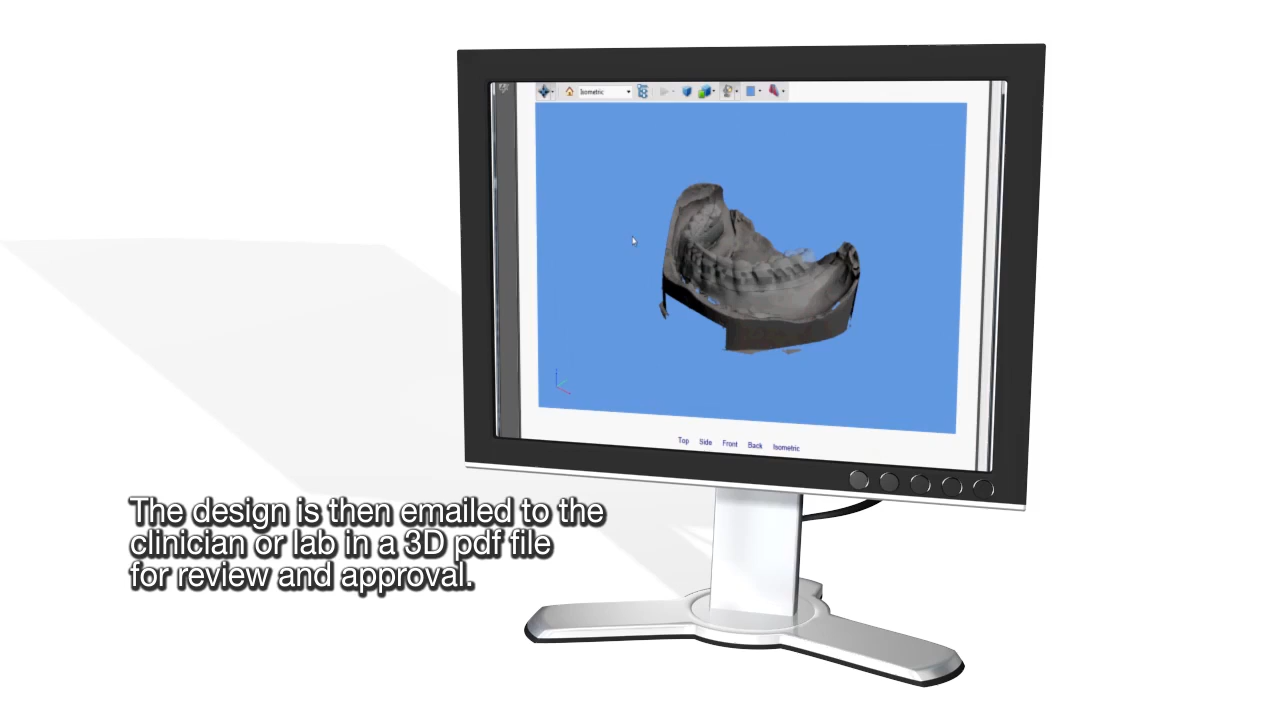 Isometric
Top Side Front Back Isometric
The design is then emailed to the
clinician or lab in a 3D pdf file
for review and approval.